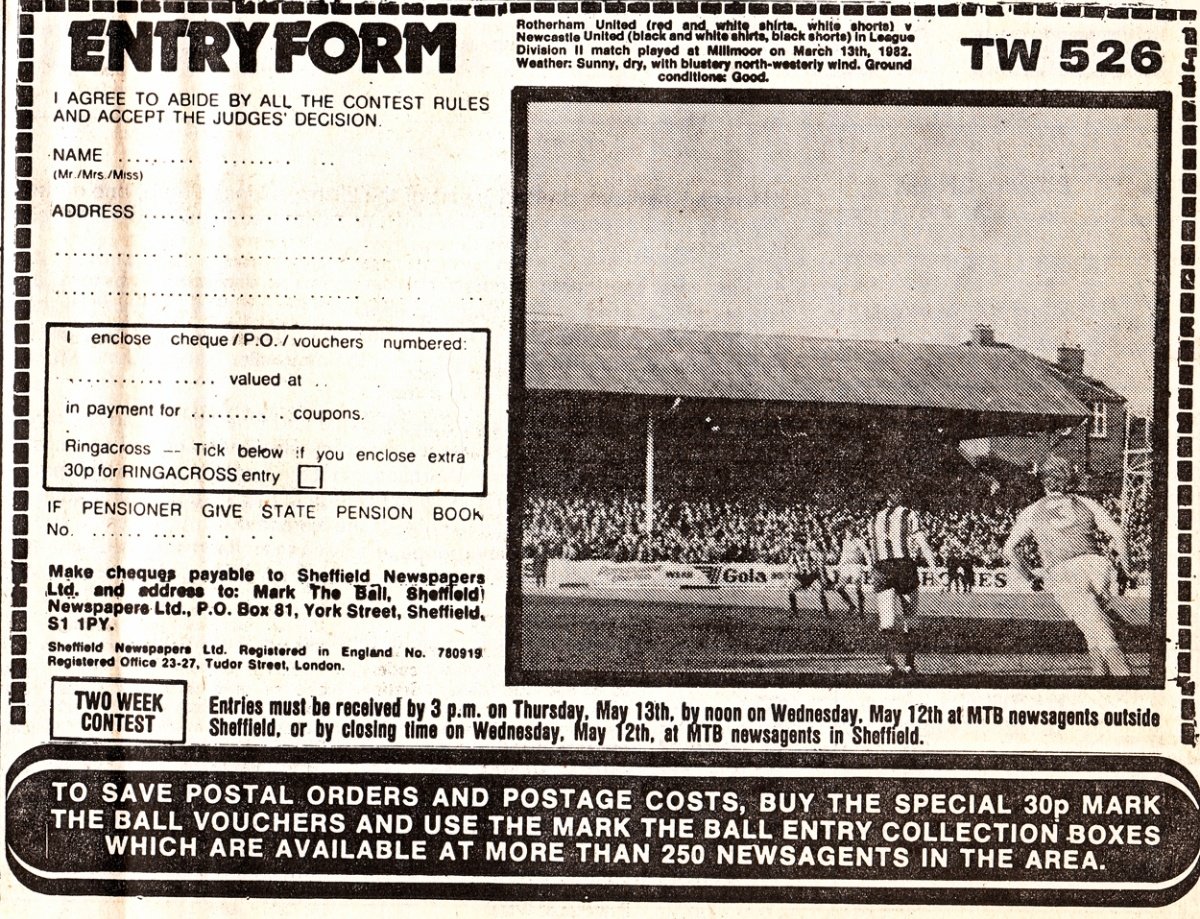 ENTRY FORM
Rotherham United (red and white shirts, white shorts) v
Newcastle United (black and white shirts, black shorts) in League
Division II match played at Millmoor on March 13th, 1982.
Weather: Sunny, dry, with blustery north-westerly wind. Ground
conditions: Good.
TW 526
I AGREE TO ABIDE BY ALL THE CONTEST RULES
AND ACCEPT THE JUDGES' DECISION.
NAME
(Mr./Mrs./Miss)
ADDRESS
I enclose cheque / P.O. / vouchers numbered:
valued at
in payment for ......... coupons.
Ringacross — Tick below if you enclose extra
30p for RINGACROSS entry
IF PENSIONER GIVE STATE PENSION BOOK
No.
Make cheques payable to Sheffield Newspapers
Ltd. and address to: Mark The Ball, Sheffield
Newspapers Ltd., P.O. Box 81, York Street, Sheffield,
S1 1PY.
Sheffield Newspapers Ltd. Registered in England No. 780919
Registered Office 23-27, Tudor Street, London.
Gola
HOMES
TWO WEEK
CONTEST
Entries must be received by 3 p.m. on Thursday, May 13th, by noon on Wednesday, May 12th at MTB newsagents outside
Sheffield, or by closing time on Wednesday, May 12th, at MTB newsagents in Sheffield.
TO SAVE POSTAL ORDERS AND POSTAGE COSTS, BUY THE SPECIAL 30p MARK
THE BALL VOUCHERS AND USE THE MARK THE BALL ENTRY COLLECTION BOXES
WHICH ARE AVAILABLE AT MORE THAN 250 NEWSAGENTS IN THE AREA.